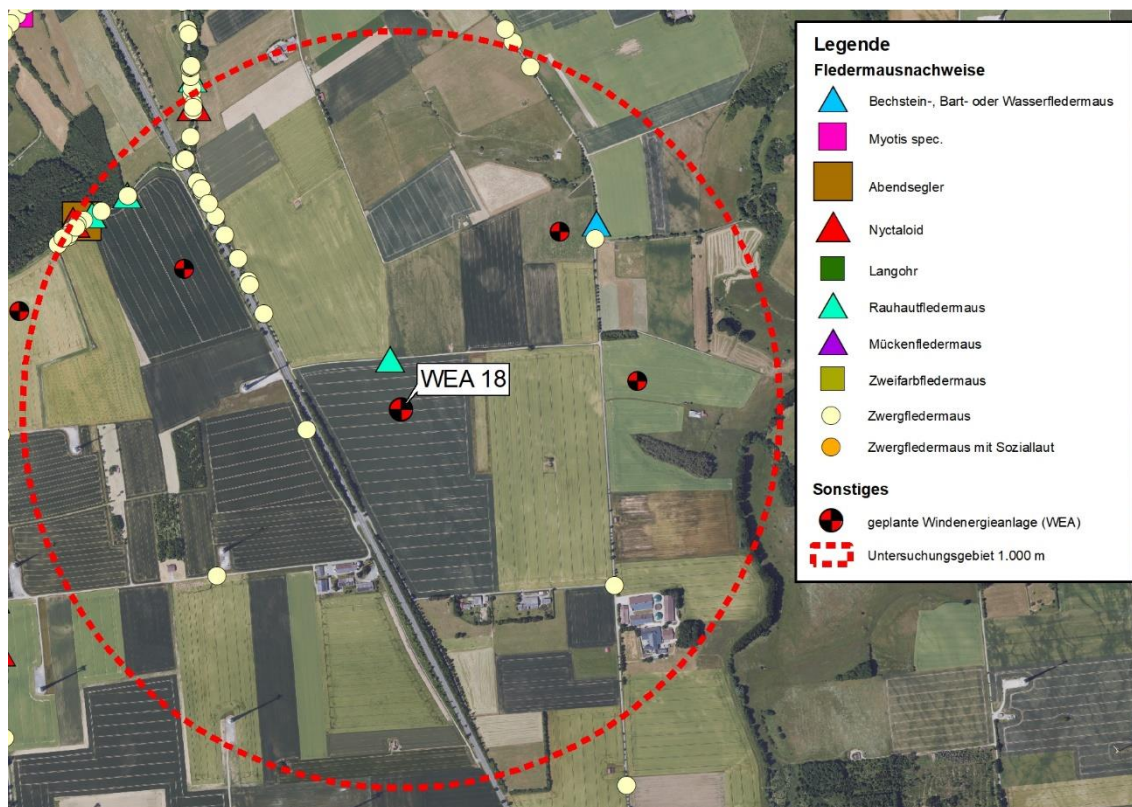 Legende
Fledermausnachweise
Bechstein-, Bart- oder Wasserfledermaus
Myotis spec.
Abendsegler
Nyctaloid
Langohr
Rauhautfledermaus
Mückenfledermaus
Zweifarbfledermaus
Zwergfledermaus
Zwergfledermaus mit Soziallaut
Sonstiges
geplante Windenergieanlage (WEA)
Untersuchungsgebiet 1.000 m
WEA 18